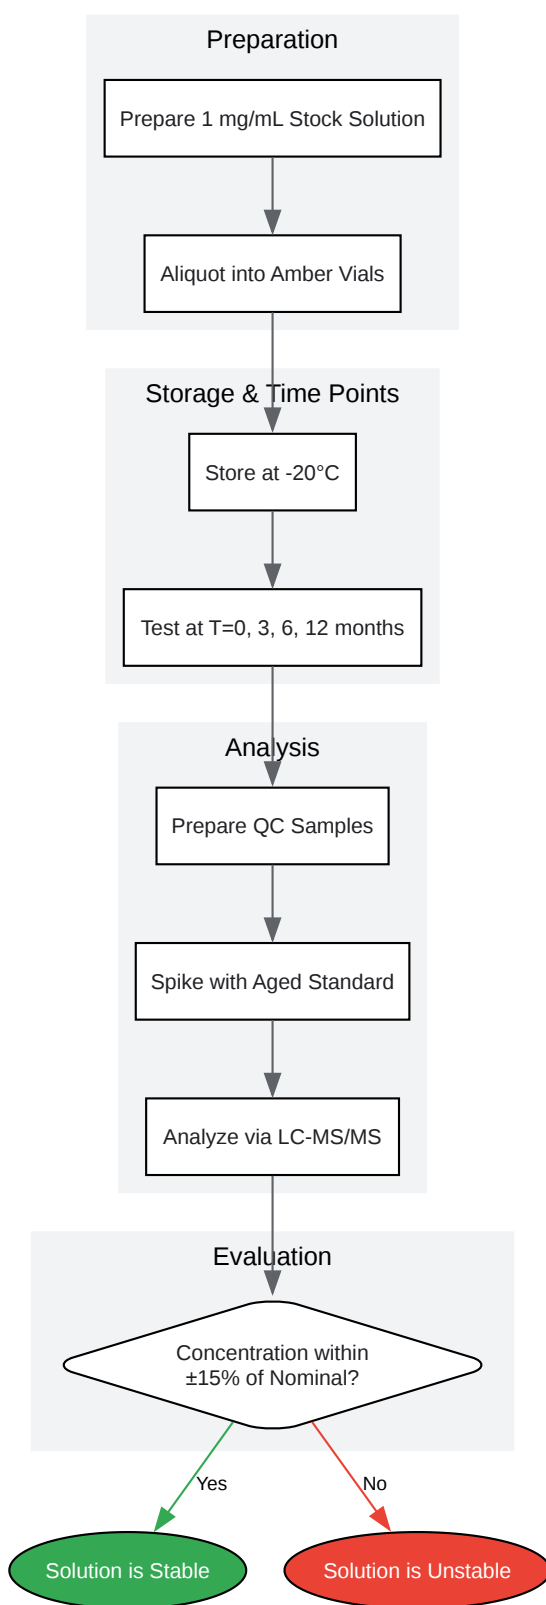 Preparation
Prepare 1 mg/mL Stock Solution
Aliquot into Amber Vials
Storage & Time Points
Store at -20°C
Test at T=0, 3, 6, 12 months
Analysis
Prepare QC Samples
Spike with Aged Standard
Analyze via LC-MS/MS
Evaluation
Concentration within
±15% of Nominal?
Yes
No
Solution is Stable
Solution is Unstable